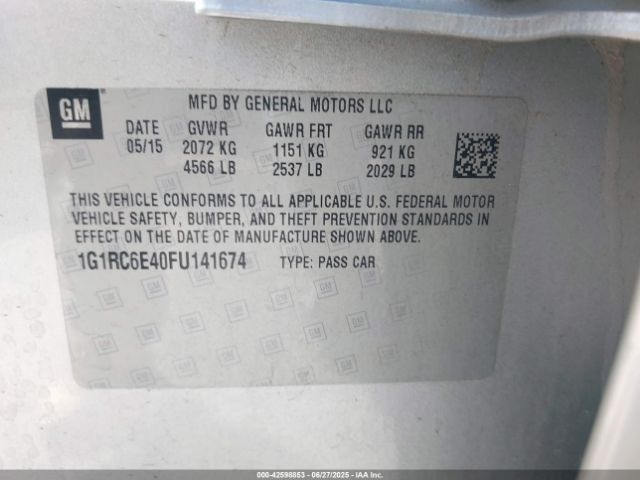 GM
MFD BY GENERAL MOTORS LLC
DATE GVWR GAWR FRT GAWR RR
05/15 2072 KG 1151 KG 921 KG
4566 LB 2537 LB 2029 LB
THIS VEHICLE CONFORMS TO ALL APPLICABLE U.S. FEDERAL MOTOR
VEHICLE SAFETY, BUMPER, AND THEFT PREVENTION STANDARDS IN
EFFECT ON THE DATE OF MANUFACTURE SHOWN ABOVE.
1G1RC6E40FU141674 TYPE: PASS CAR
000-42598853 | 06/27/2025 | IAAI.CA